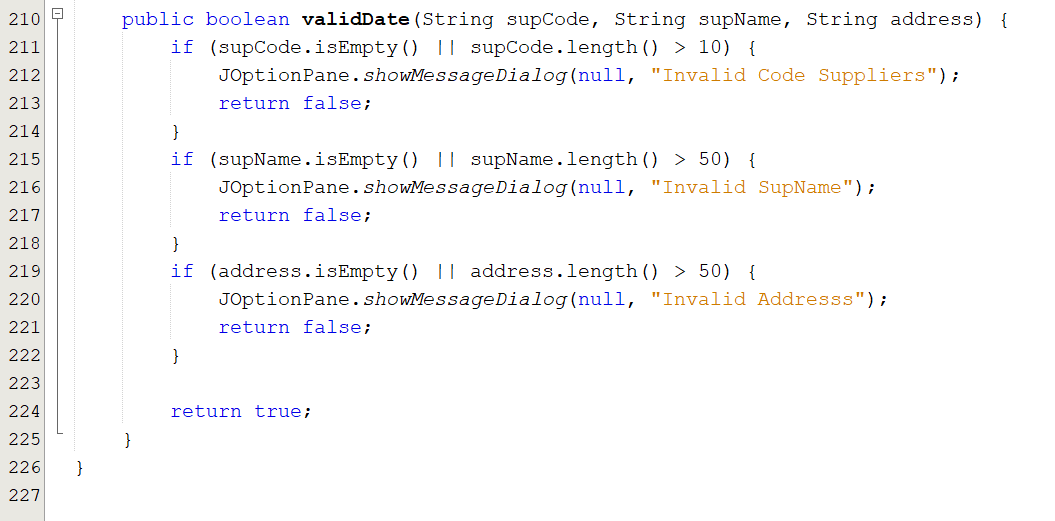 210 public boolean validDate(String supCode, String supName, String address) {
211 if (supCode.isEmpty() || supCode.length() > 10) {
212 JOptionPane.showMessageDialog(null, "Invalid Code Suppliers");
213 return false;
214 }
215 if (supName.isEmpty() || supName.length() > 50) {
216 JOptionPane.showMessageDialog(null, "Invalid SupName");
217 return false;
218 }
219 if (address.isEmpty() || address.length() > 50) {
220 JOptionPane.showMessageDialog(null, "Invalid Addresss");
221 return false;
222 }
223
224 return true;
225 }
226 }
227